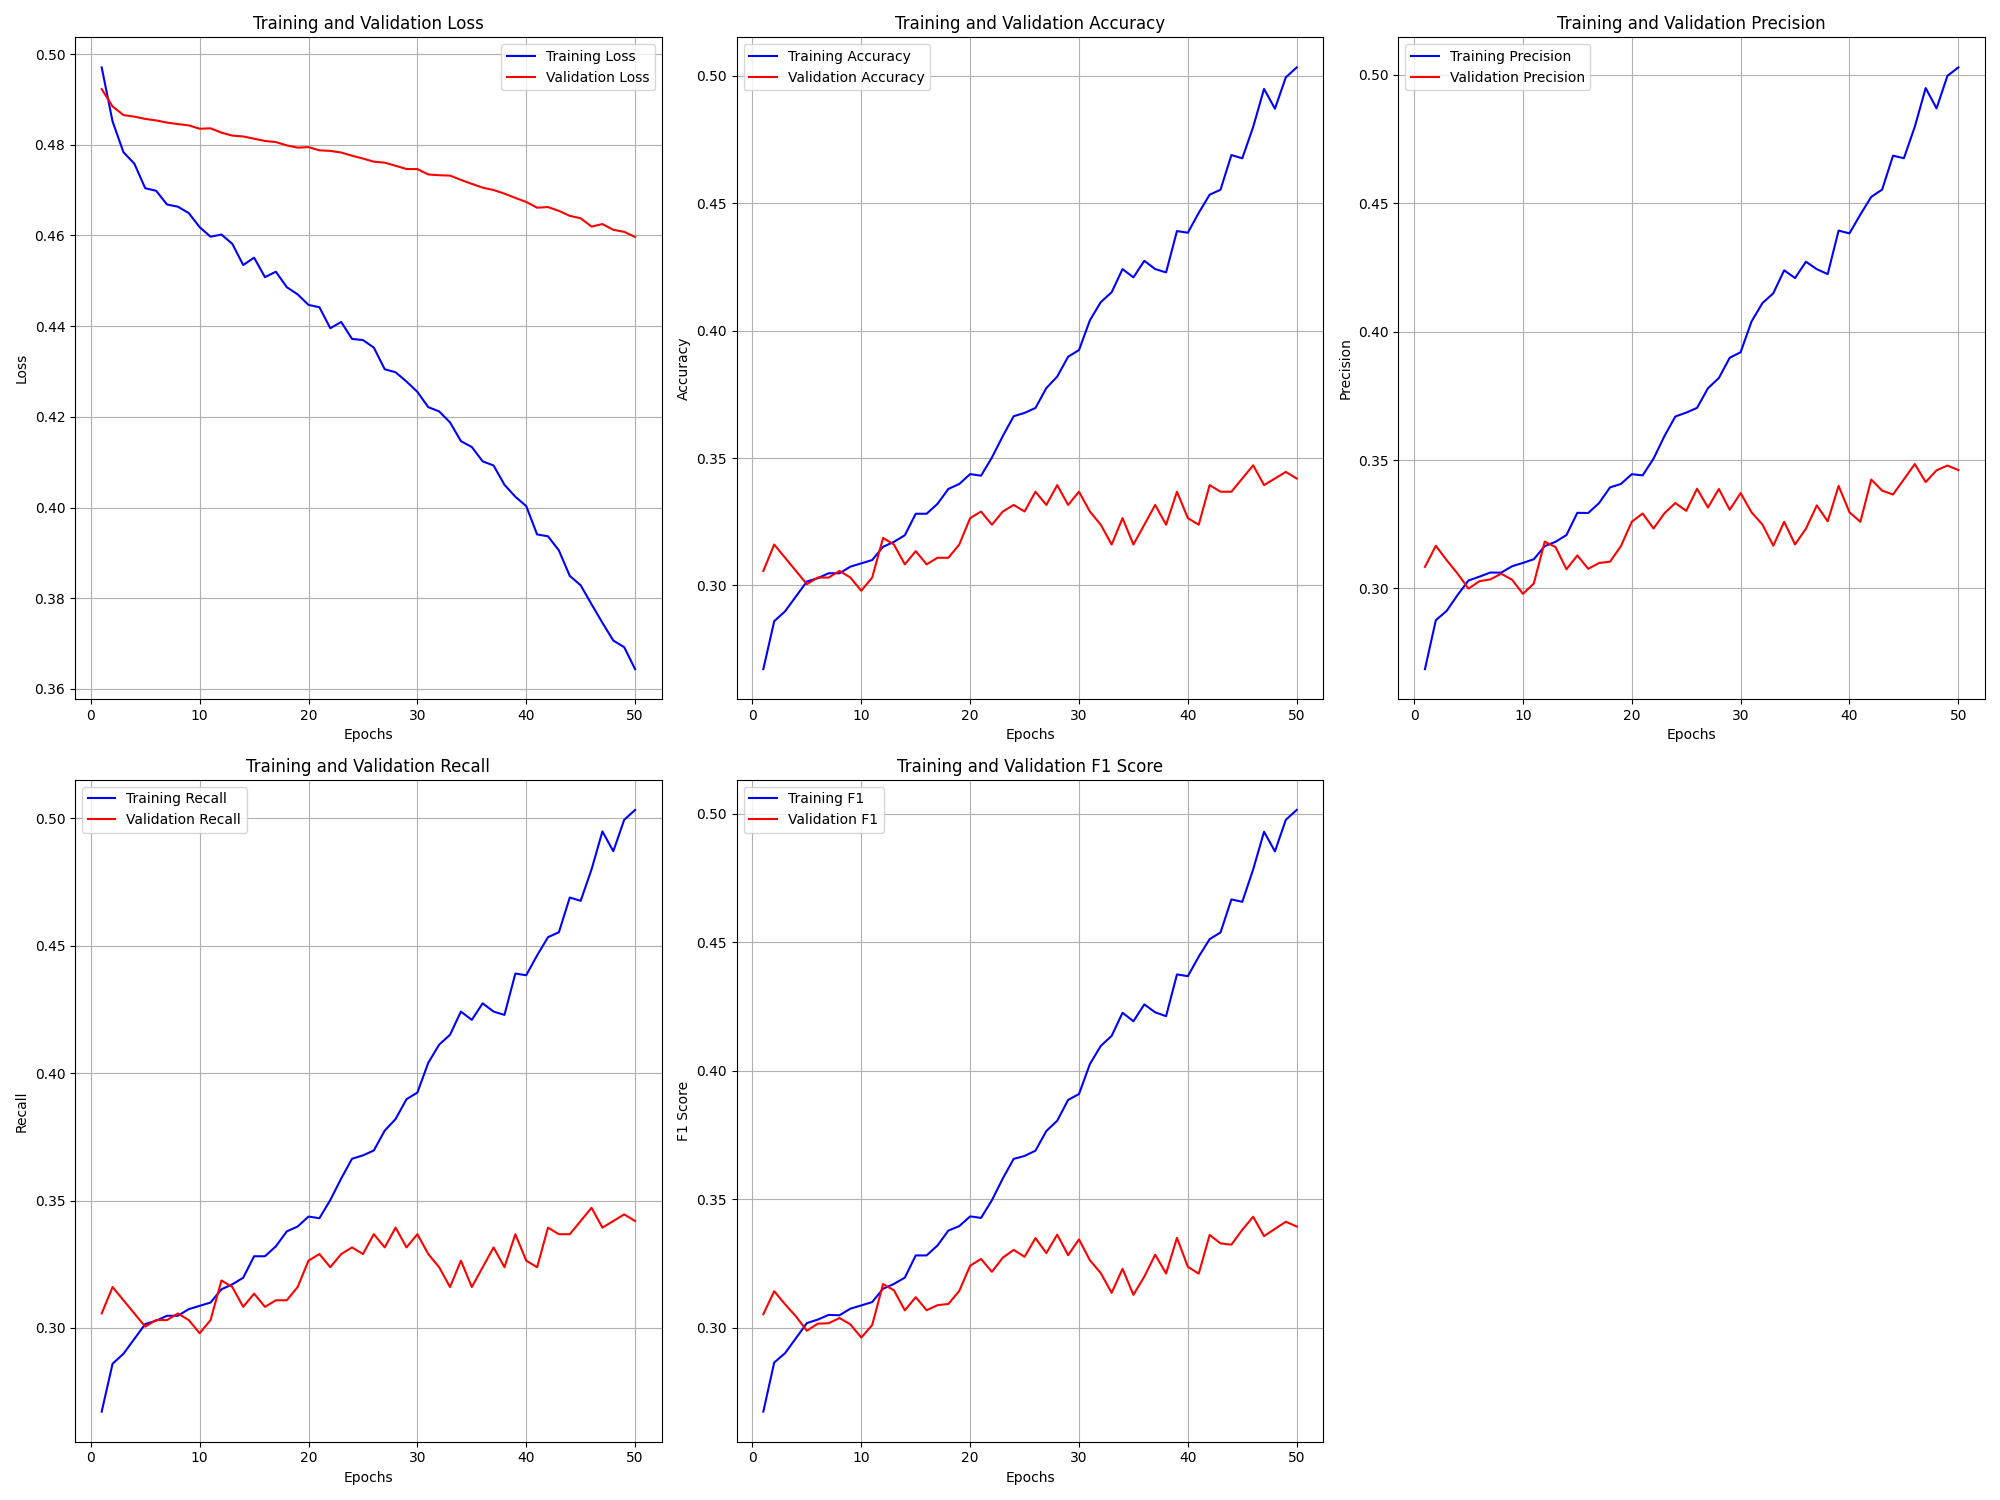 Training and Validation Loss
Training Loss
Validation Loss
0.50
0.48
0.46
0.44
0.42
0.40
0.38
0.36
Loss
0 10 20 30 40 50
Epochs
Training and Validation Accuracy
Training Accuracy
Validation Accuracy
0.50
0.45
0.40
0.35
0.30
Accuracy
0 10 20 30 40 50
Epochs
Training and Validation Precision
Training Precision
Validation Precision
0.50
0.45
0.40
0.35
0.30
Precision
0 10 20 30 40 50
Epochs
Training and Validation Recall
Training Recall
Validation Recall
0.50
0.45
0.40
0.35
0.30
Recall
0 10 20 30 40 50
Epochs
Training and Validation F1 Score
Training F1
Validation F1
0.50
0.45
0.40
0.35
0.30
F1 Score
0 10 20 30 40 50
Epochs